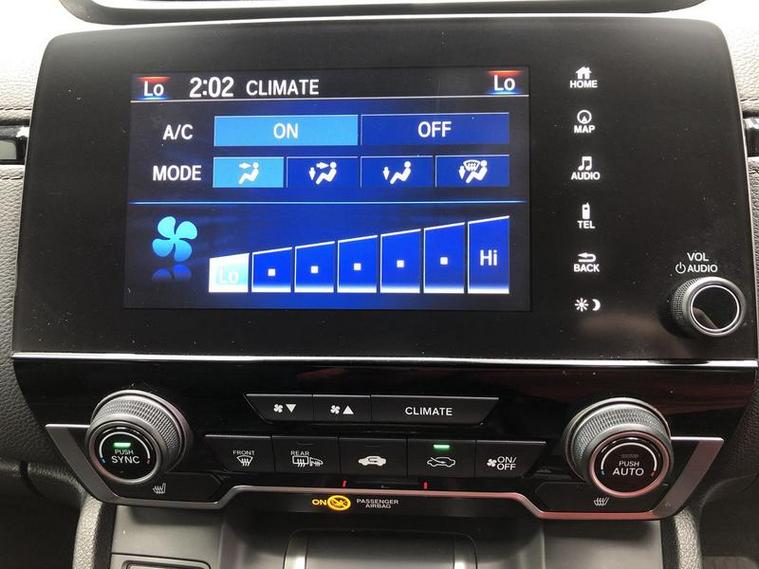 Lo 2:02 CLIMATE Lo
HOME
A/C ON OFF
MAP
MODE
AUDIO
TEL
Lo Hi
BACK
VOL
AUDIO
CLIMATE
PUSH
SYNC
FRONT REAR
ON/
OFF
PUSH
AUTO
ON PASSENGER
AIRBAG